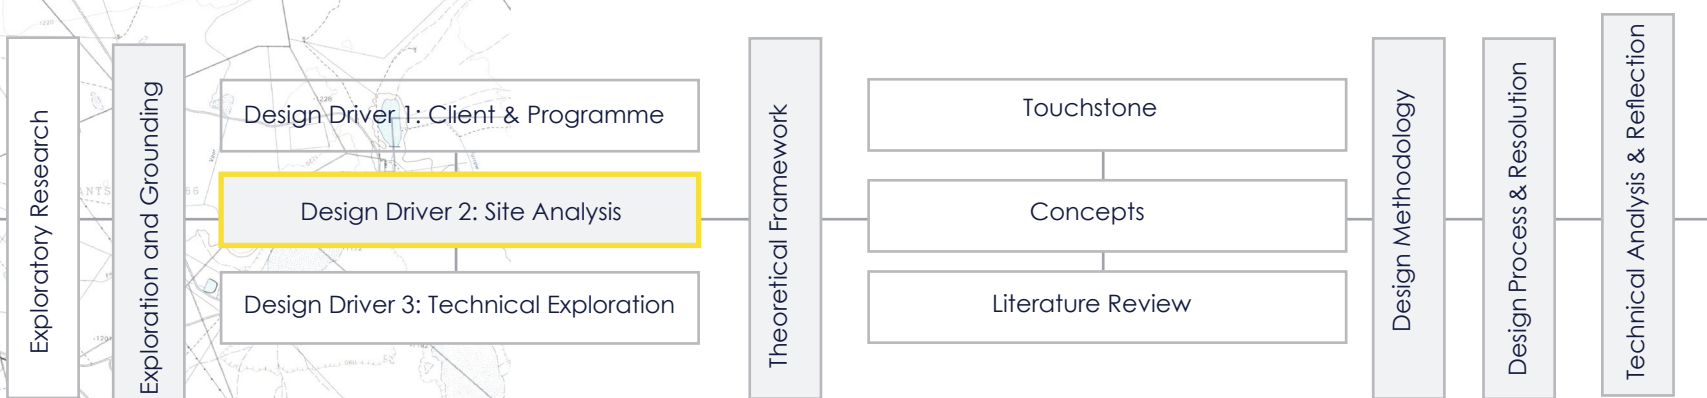 Exploratory Research
Exploration and Grounding
Design Driver 1: Client & Programme
Design Driver 2: Site Analysis
Design Driver 3: Technical Exploration
Theoretical Framework
Touchstone
Concepts
Literature Review
Design Methodology
Design Process & Resolution
Technical Analysis & Reflection